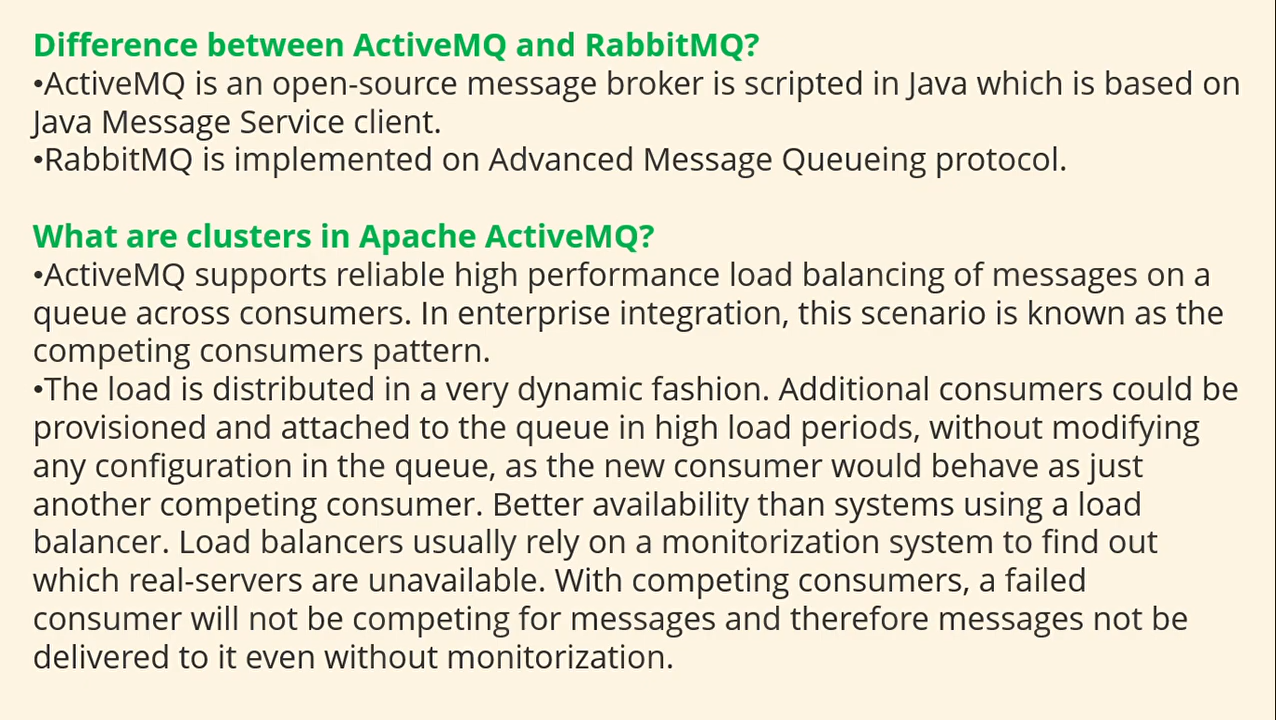 Difference between ActiveMQ and RabbitMQ?
•ActiveMQ is an open-source message broker is scripted in Java which is based on
Java Message Service client.
•RabbitMQ is implemented on Advanced Message Queueing protocol.
What are clusters in Apache ActiveMQ?
•ActiveMQ supports reliable high performance load balancing of messages on a
queue across consumers. In enterprise integration, this scenario is known as the
competing consumers pattern.
•The load is distributed in a very dynamic fashion. Additional consumers could be
provisioned and attached to the queue in high load periods, without modifying
any configuration in the queue, as the new consumer would behave as just
another competing consumer. Better availability than systems using a load
balancer. Load balancers usually rely on a monitorization system to find out
which real-servers are unavailable. With competing consumers, a failed
consumer will not be competing for messages and therefore messages not be
delivered to it even without monitorization.